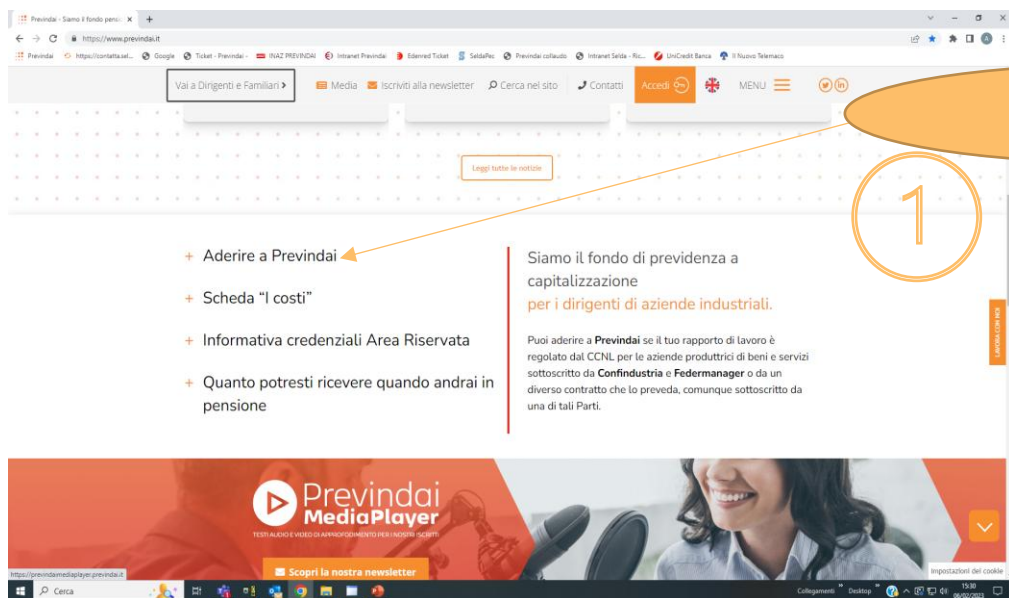 Previndai - Siamo il fondo pensi
https://www.previndai.it
Previndai https://contatta.sel... Google Ticket - Previndai - INAZ PREVINDAI Intranet Previndai Edenred Ticket SeldaPec Previndai collaudo Intranet Selda - Ric... UniCredit Banca Il Nuovo Telemaco
Vai a Dirigenti e Familiari Media Iscriviti alla newsletter Cerca nel sito Contatti Accedi MENU
Leggi tutte le notizie
1
+ Aderire a Previndai
+ Scheda “I costi”
+ Informativa credenziali Area Riservata
+ Quanto potresti ricevere quando andrai in
pensione
Siamo il fondo di previdenza a
capitalizzazione
per i dirigenti di aziende industriali.
Puoi aderire a Previndai se il tuo rapporto di lavoro è
regolato dal CCNL per le aziende produttrici di beni e servizi
sottoscritto da Confindustria e Federmanager o da un
diverso contratto che lo preveda, comunque sottoscritto da
una di tali Parti.
LAVORA CON NOI
Previndai
MediaPlayer
TESTI AUDIO E VIDEO DI APPROFONDIMENTO PER I NOSTRI ISCRITTI
Scopri la nostra newsletter
https://previndaimediaplayer.previndai.it
Impostazioni dei cookie
Cerca
Collegamenti Desktop
15:30
06/02/2023